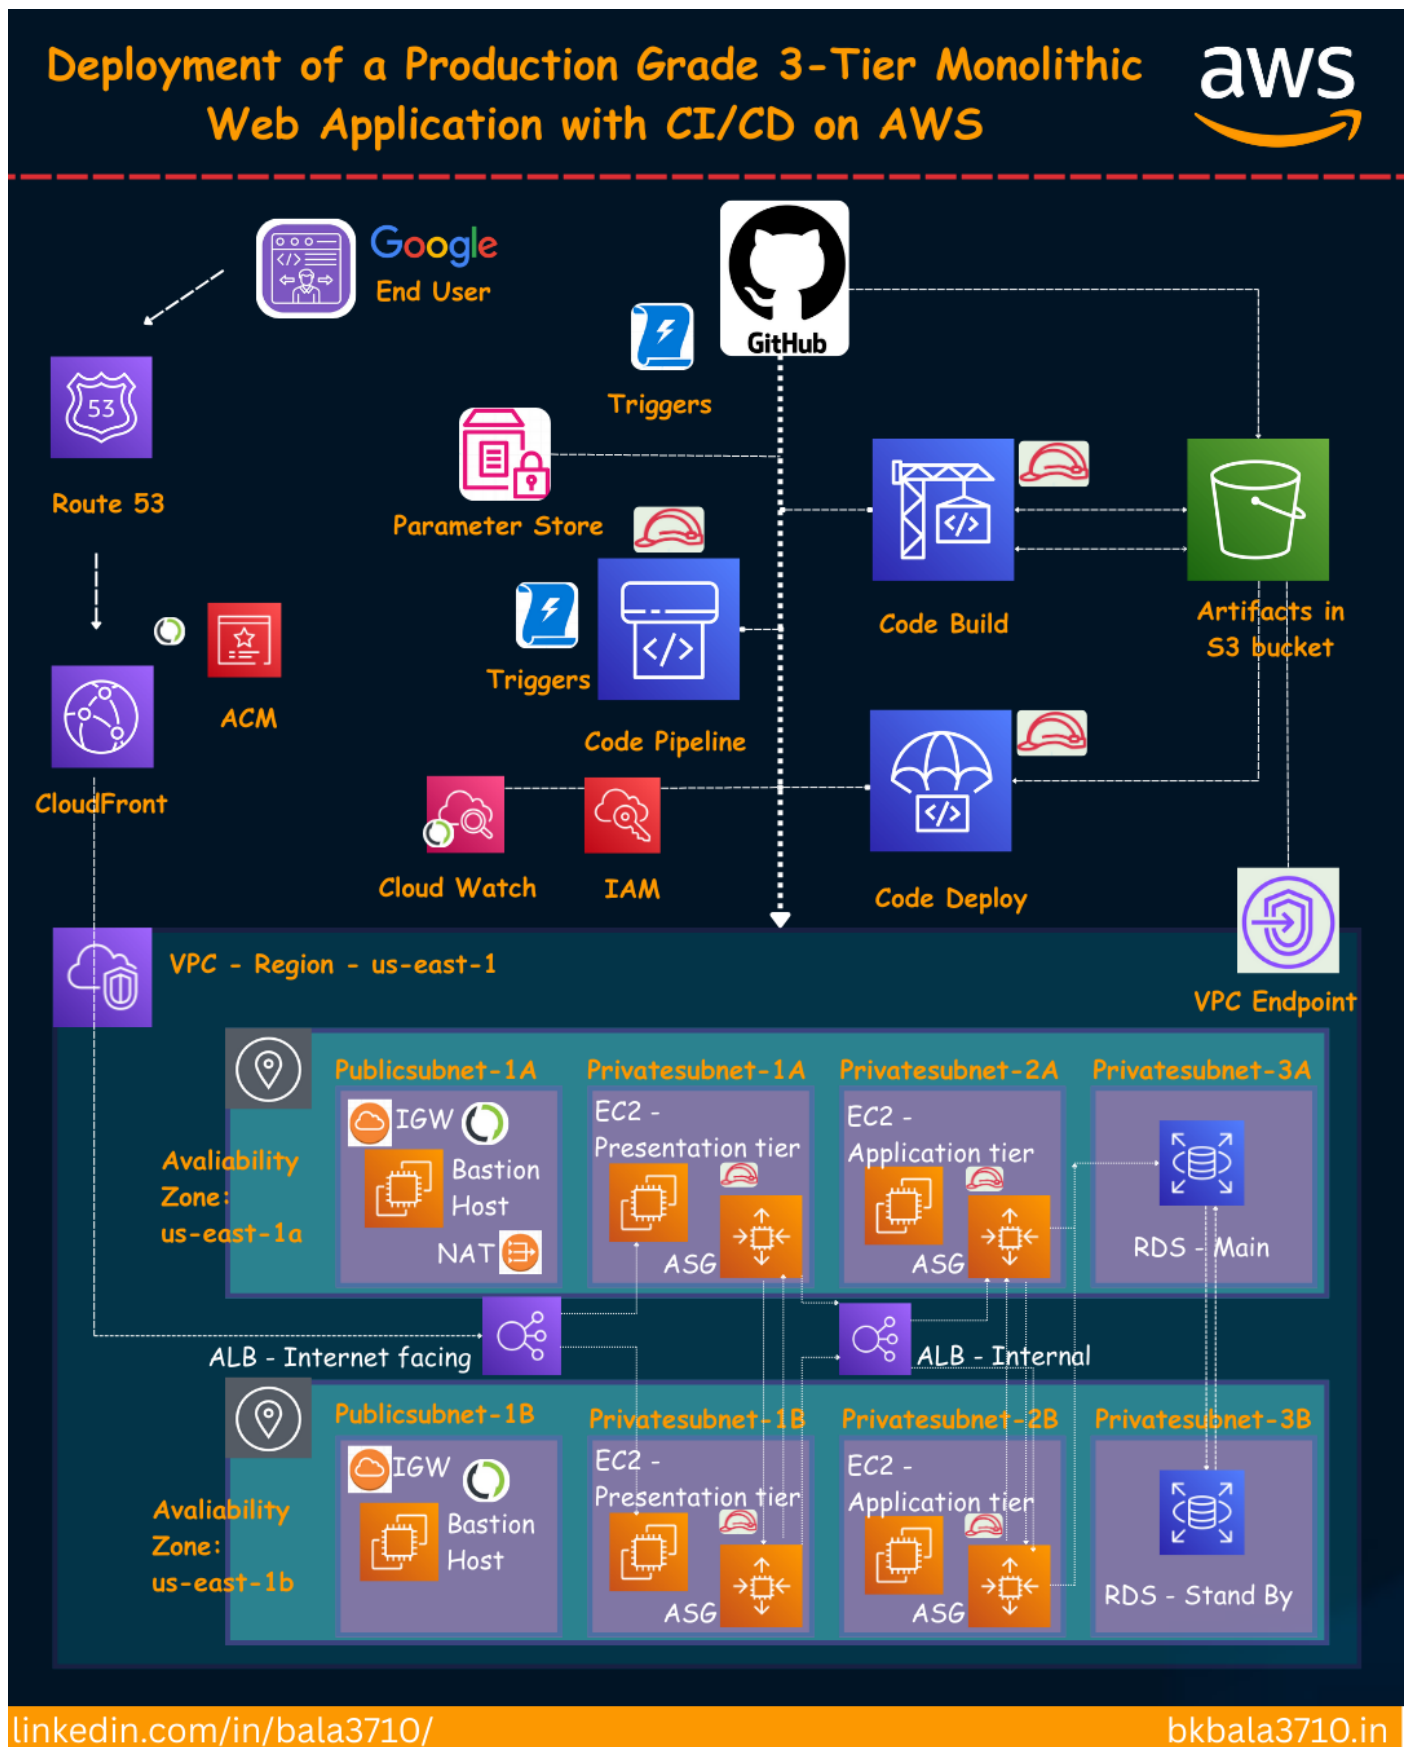 Deployment of a Production Grade 3-Tier Monolithic
Web Application with CI/CD on AWS
aws
Google
End User
GitHub
Triggers
53
Route 53
Parameter Store
</>
</>
Code Build
Artifacts in
S3 bucket
Triggers
</>
Code Pipeline
ACM
CloudFront
Cloud Watch
IAM
</>
Code Deploy
VPC - Region - us-east-1
VPC Endpoint
Avaliability
Zone:
us-east-1a
Publicsubnet-1A
IGW
Bastion
Host
NAT
Privatesubnet-1A
EC2 -
Presentation tier
ASG
Privatesubnet-2A
EC2 -
Application tier
ASG
Privatesubnet-3A
RDS - Main
ALB - Internet facing
ALB - Internal
Avaliability
Zone:
us-east-1b
Publicsubnet-1B
IGW
Bastion
Host
Privatesubnet-1B
EC2 -
Presentation tier
ASG
Privatesubnet-2B
EC2 -
Application tier
ASG
Privatesubnet-3B
RDS - Stand By
linkedin.com/in/bala3710/
bkbala3710.in